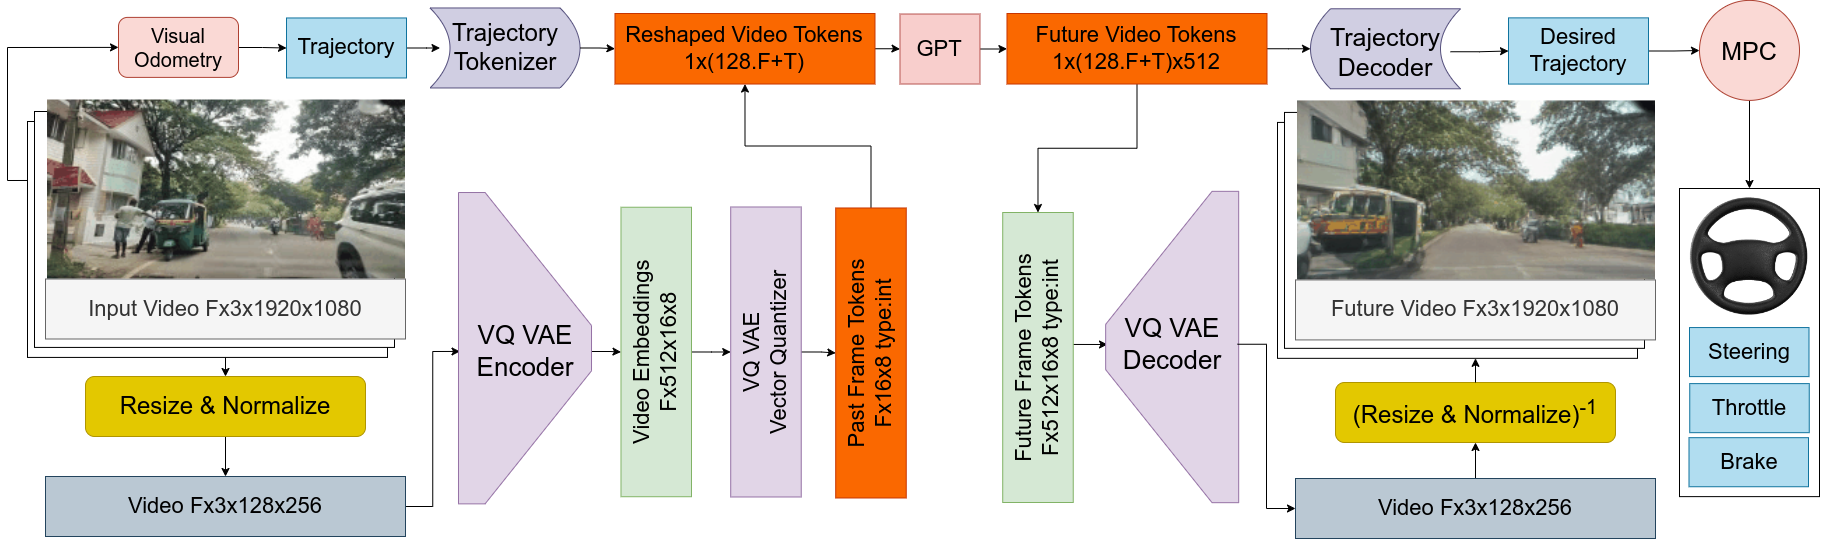 Visual
Odometry
Trajectory
Trajectory
Tokenizer
Reshaped Video Tokens
1x(128.F+T)
GPT
Future Video Tokens
1x(128.F+T)x512
Trajectory
Decoder
Desired
Trajectory
MPC
Input Video Fx3x1920x1080
Resize & Normalize
Video Fx3x128x256
VQ VAE
Encoder
Video Embeddings
Fx512x16x8
VQ VAE
Vector Quantizer
Past Frame Tokens
Fx16x8 type:int
Future Frame Tokens
Fx512x16x8 type:int
VQ VAE
Decoder
Future Video Fx3x1920x1080
(Resize & Normalize)-1
Video Fx3x128x256
Steering
Throttle
Brake